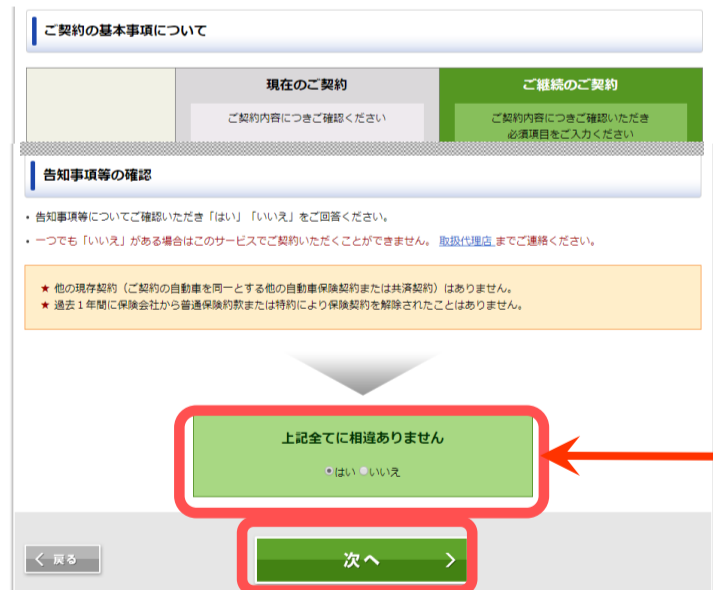 ご契約の基本事項について
現在のご契約
ご継続のご契約
ご契約内容につきご確認ください
ご契約内容につきご確認いただき
必須項目をご入力ください
告知事項等の確認
・告知事項等についてご確認いただき「はい」「いいえ」をご回答ください。
・一つでも「いいえ」がある場合はこのサービスでご契約いただくことができません。 取扱代理店 までご連絡ください。
★ 他の現存契約（ご契約の自動車を同一とする他の自動車保険契約または共済契約）はありません。
★ 過去１年間に保険会社から普通保険約款または特約により保険契約を解除されたことはありません。
上記全てに相違ありません
はい いいえ
戻る
次へ